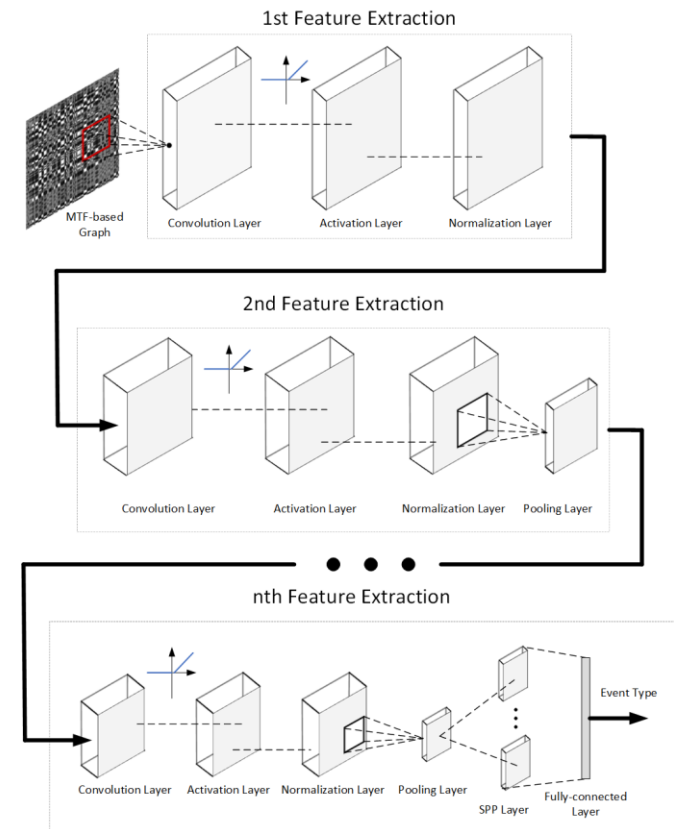 1st Feature Extraction
MTF-based
Graph
Convolution Layer
Activation Layer
Normalization Layer
2nd Feature Extraction
Convolution Layer
Activation Layer
Normalization Layer
Pooling Layer
nth Feature Extraction
Event Type
Convolution Layer
Activation Layer
Normalization Layer
Pooling Layer
SPP Layer
Fully-connected
Layer